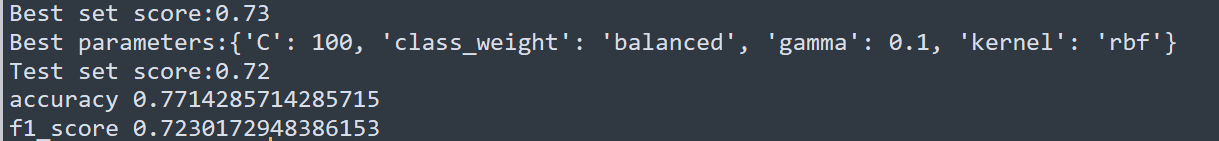 Best set score:0.73
Best parameters:{'C': 100, 'class_weight': 'balanced', 'gamma': 0.1, 'kernel': 'rbf'}
Test set score:0.72
accuracy 0.7714285714285715
f1_score 0.7230172948386153